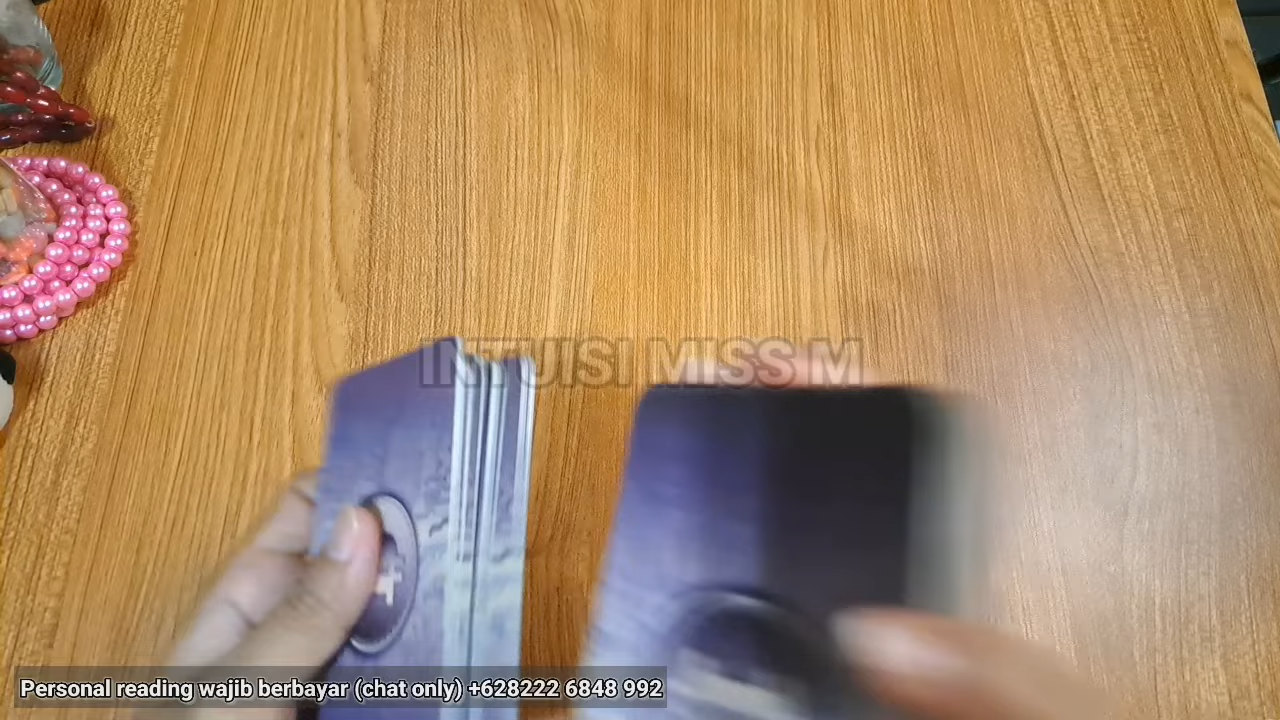 INTUISI MISS M
Personal reading wajib berbayar (chat only) +628222 6848 992